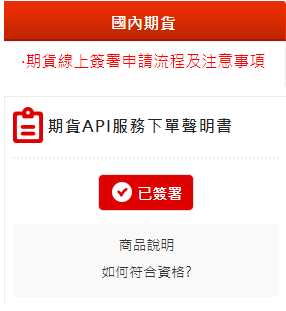 國內期貨
·期貨線上簽署申請流程及注意事項
期貨API服務下單聲明書
已簽署
商品說明
如何符合資格?